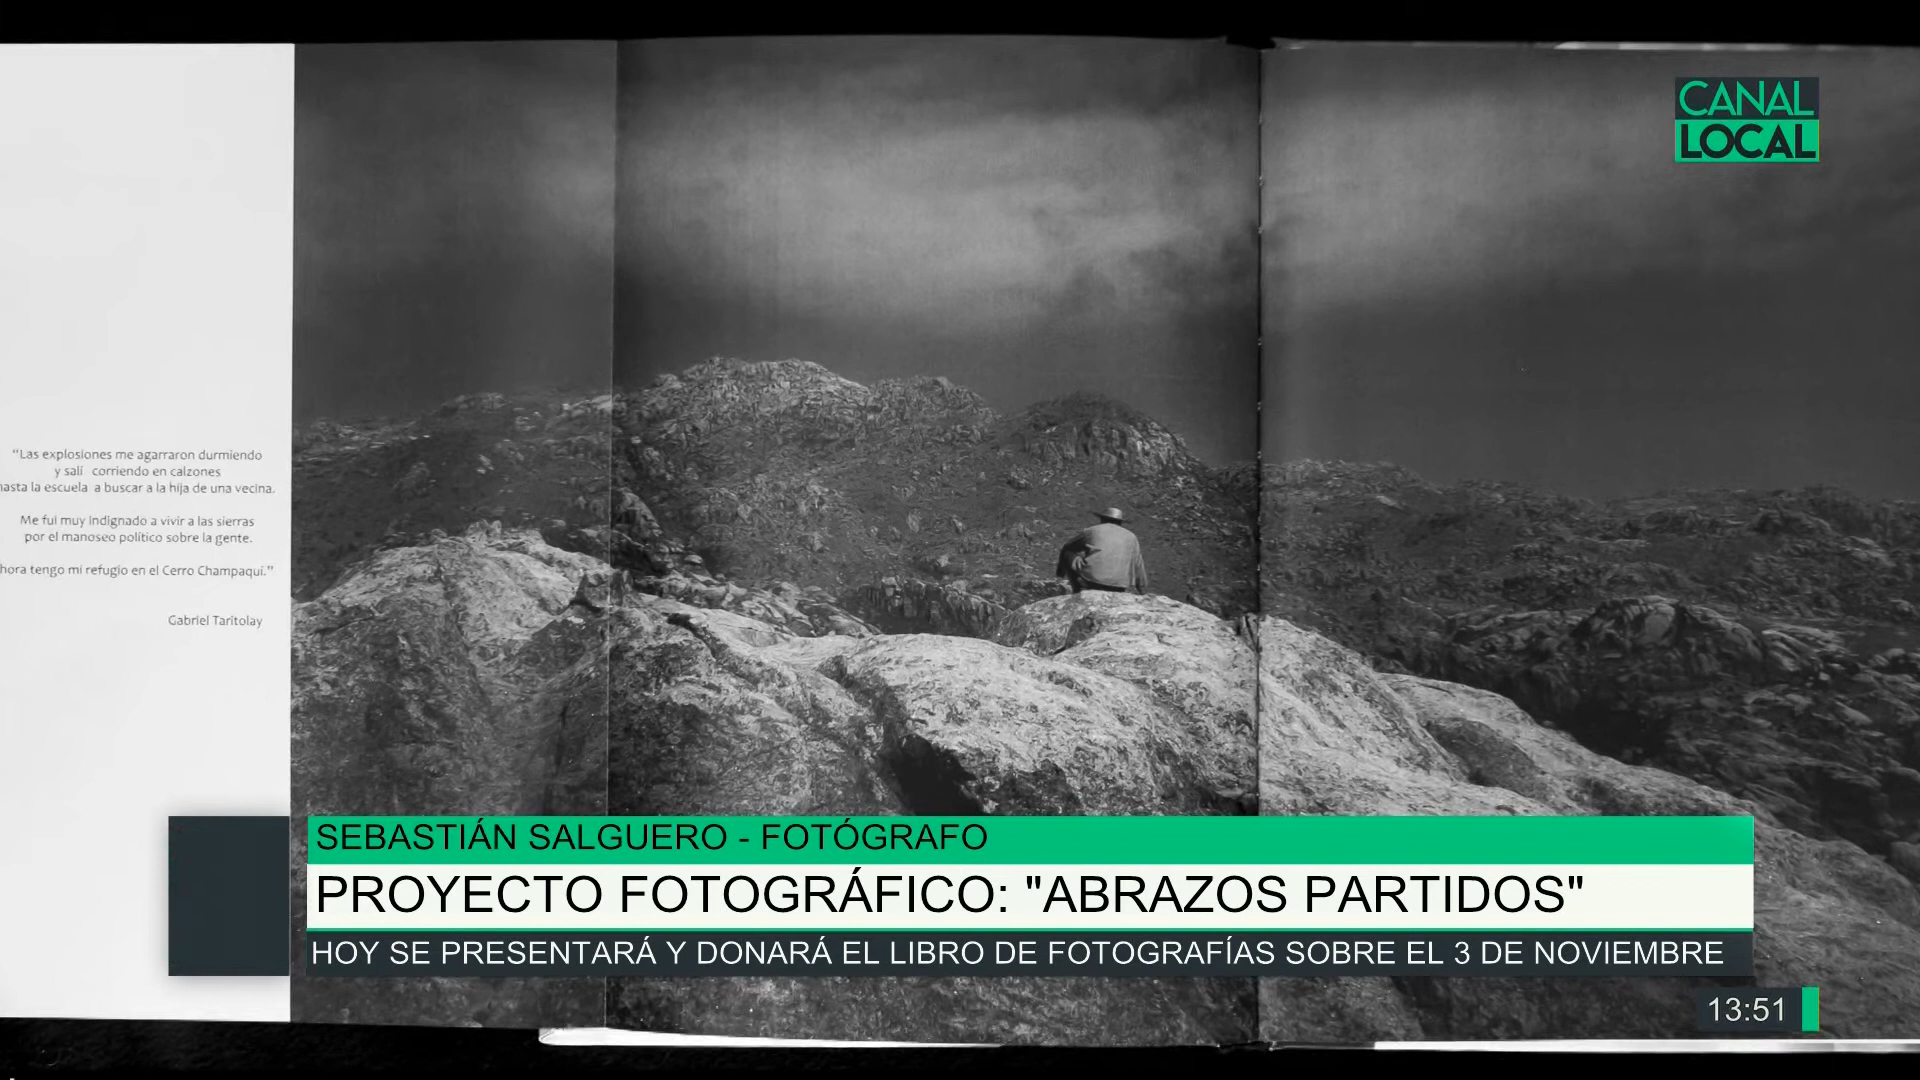 CANAL
LOCAL
"Las explosiones me agarraron durmiendo
y salí corriendo en calzones
hasta la escuela a buscar a la hija de una vecina.
Me fui muy indignado a vivir a las sierras
por el manoseo político sobre la gente.
hora tengo mi refugio en el Cerro Champaquí."
Gabriel Taritolay
SEBASTIÁN SALGUERO - FOTÓGRAFO
PROYECTO FOTOGRÁFICO: "ABRAZOS PARTIDOS"
HOY SE PRESENTARÁ Y DONARÁ EL LIBRO DE FOTOGRAFÍAS SOBRE EL 3 DE NOVIEMBRE
13:51